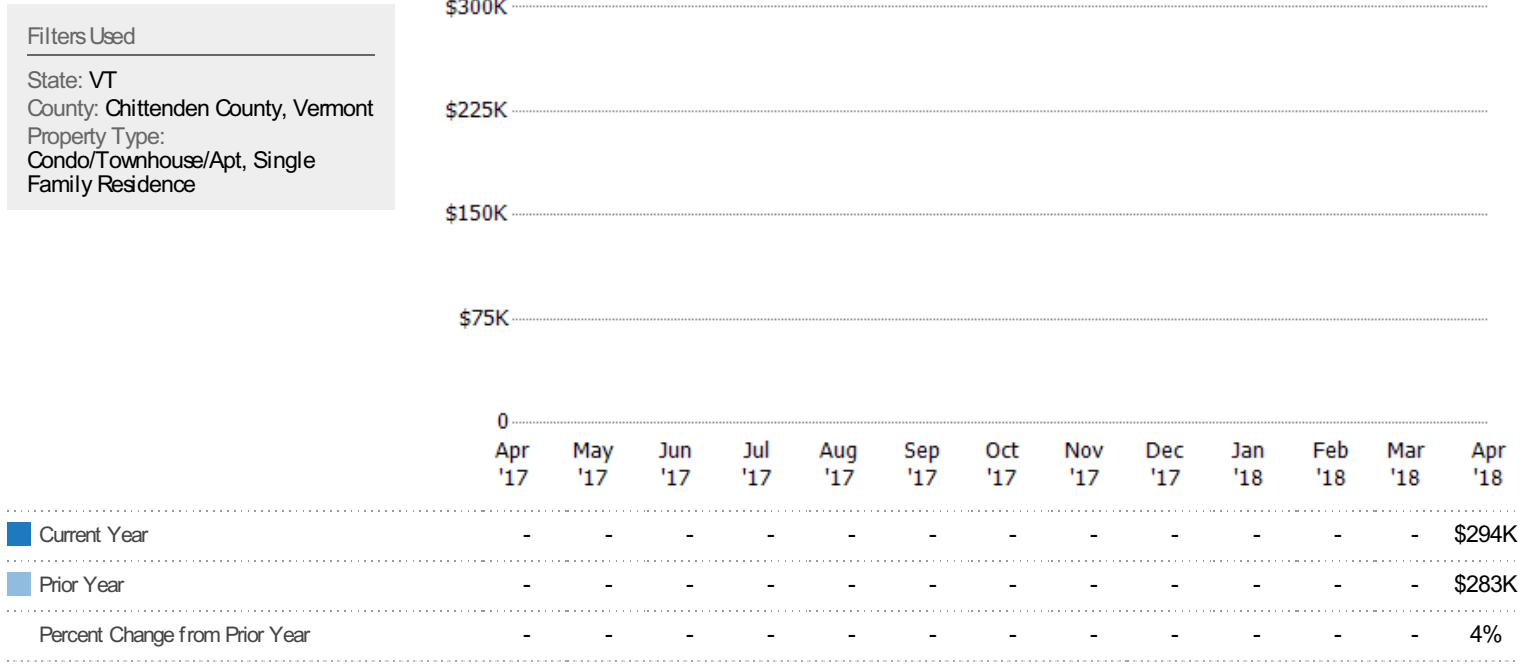 Filters Used
State: VT
County: Chittenden County, Vermont
Property Type:
Condo/Townhouse/Apt, Single
Family Residence
$300K
$225K
$150K
$75K
0
Apr May Jun Jul Aug Sep Oct Nov Dec Jan Feb Mar Apr
'17 '17 '17 '17 '17 '17 '17 '17 '17 '18 '18 '18 '18
Current Year - - - - - - - - - - - - $294K
Prior Year - - - - - - - - - - - - $283K
Percent Change from Prior Year - - - - - - - - - - - - 4%